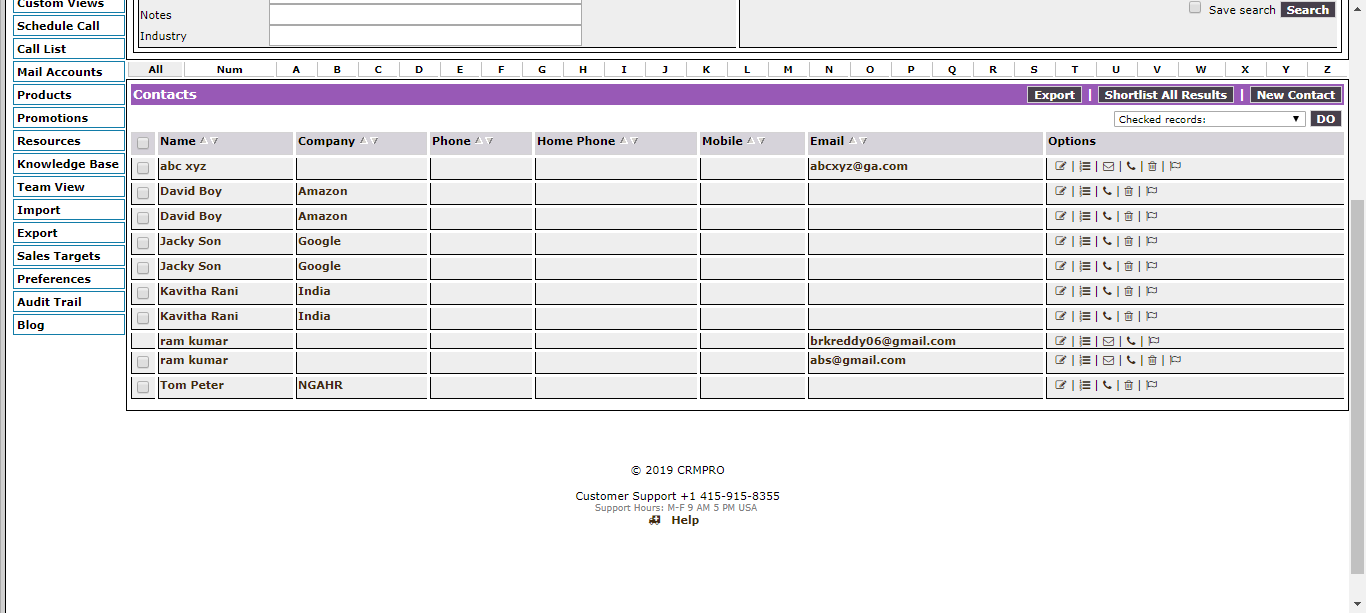 Custom Views
Schedule Call
Call List
Mail Accounts
Products
Promotions
Resources
Knowledge Base
Team View
Import
Export
Sales Targets
Preferences
Audit Trail
Blog
Notes
Industry
Save search Search
All Num A B C D E F G H I J K L M N O P Q R S T U V W X Y Z
Contacts Export | Shortlist All Results | New Contact
Checked records: DO
Name Company Phone Home Phone Mobile Email Options
abc xyz abcxyz@ga.com
David Boy Amazon
David Boy Amazon
Jacky Son Google
Jacky Son Google
Kavitha Rani India
Kavitha Rani India
ram kumar brkreddy06@gmail.com
ram kumar abs@gmail.com
Tom Peter NGAHR
© 2019 CRMPRO
Customer Support +1 415-915-8355
Support Hours: M-F 9 AM 5 PM USA
Help